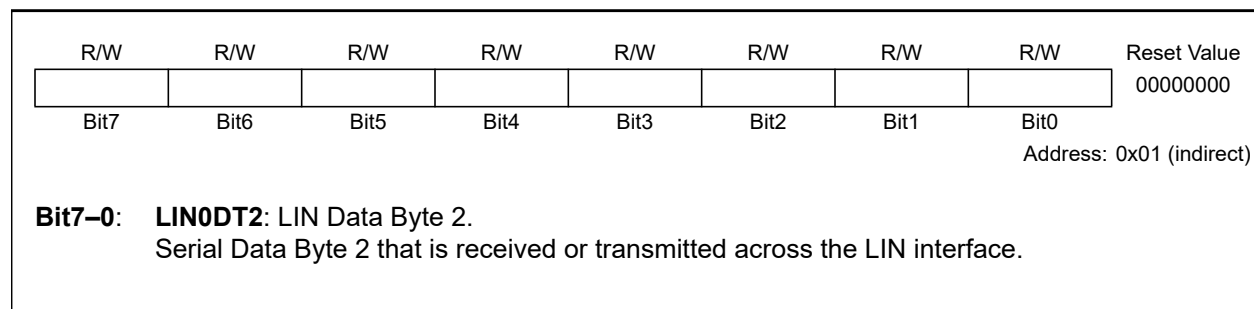 R/W R/W R/W R/W R/W R/W R/W R/W Reset Value
00000000
Bit7 Bit6 Bit5 Bit4 Bit3 Bit2 Bit1 Bit0
Address: 0x01 (indirect)
Bit7–0: LIN0DT2: LIN Data Byte 2.
Serial Data Byte 2 that is received or transmitted across the LIN interface.